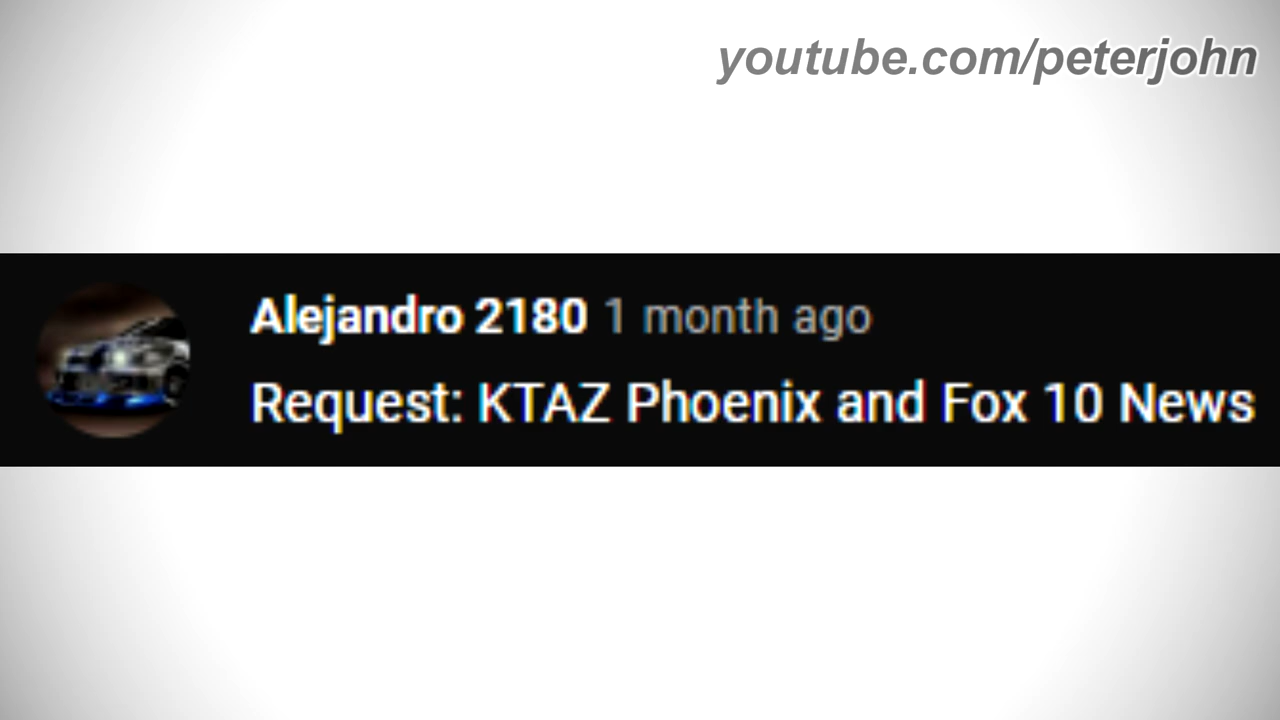 youtube.com/peterjohn
Alejandro 2180 1 month ago
Request: KTAZ Phoenix and Fox 10 News